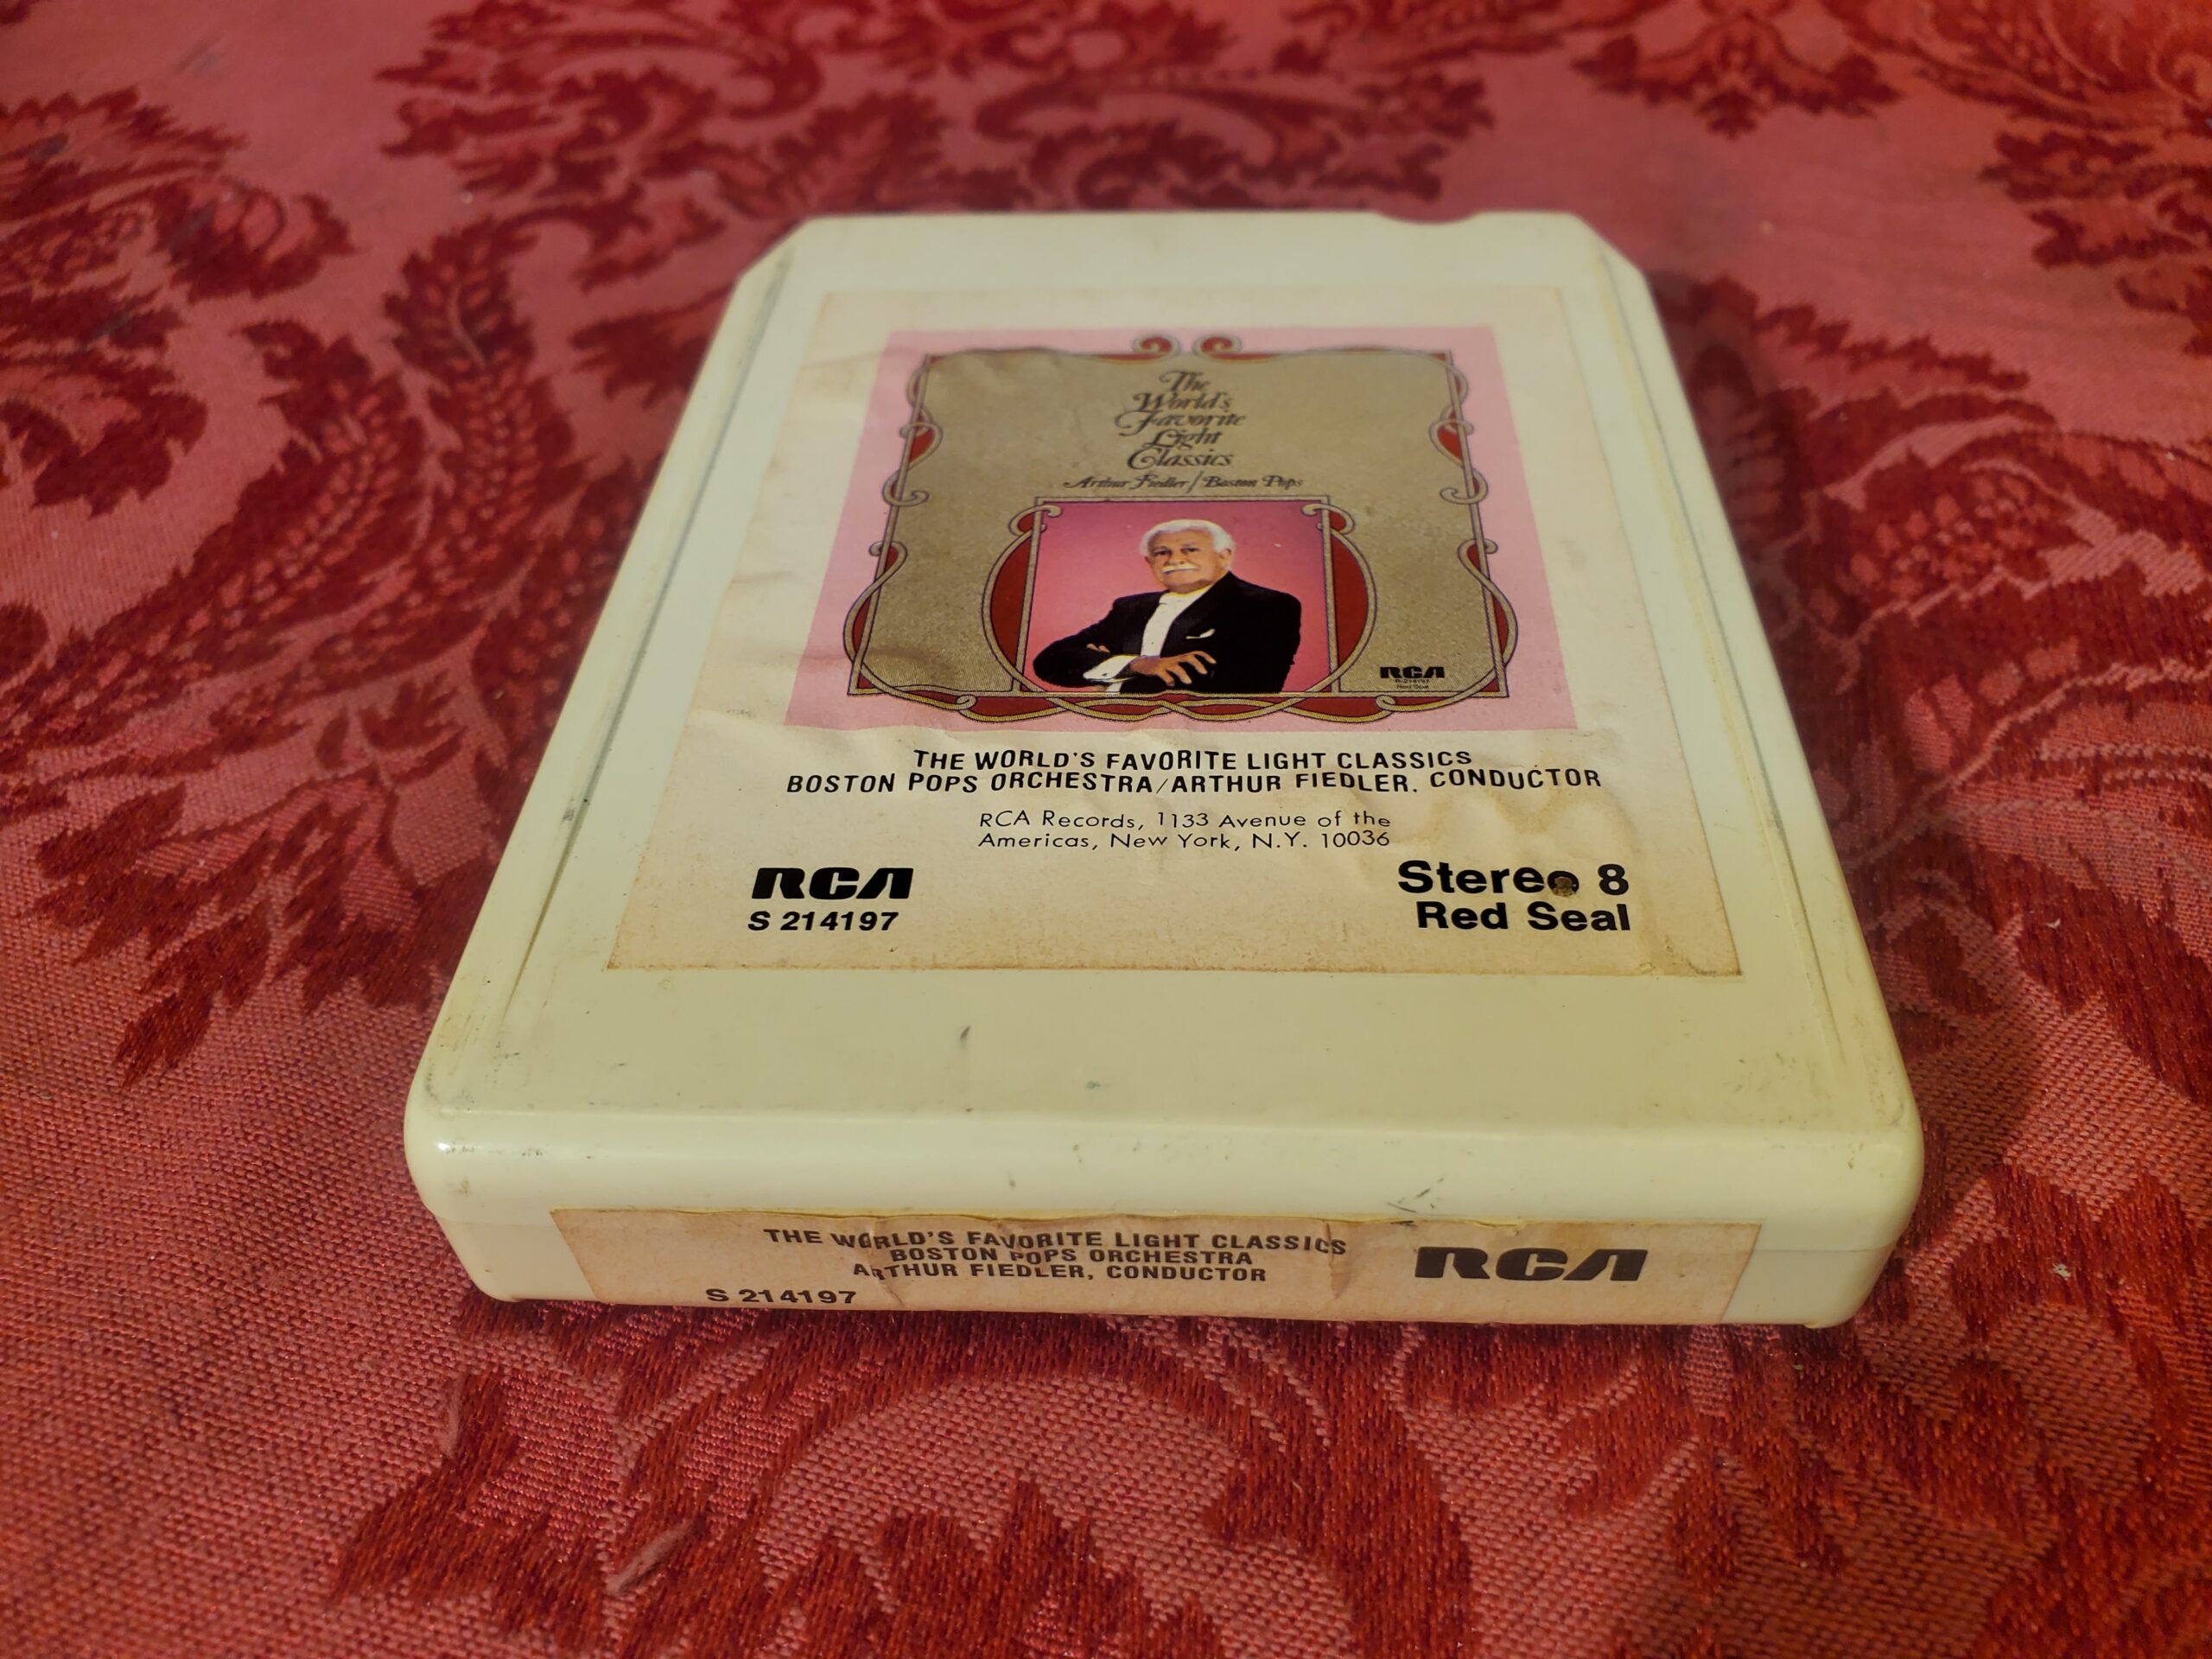 The
World's
Favorite
Light
Classics
Arthur Fiedler/Boston Pops
RCA
THE WORLD'S FAVORITE LIGHT CLASSICS
BOSTON POPS ORCHESTRA/ARTHUR FIEDLER, CONDUCTOR
RCA Records, 1133 Avenue of the
Americas, New York, N.Y. 10036
RCA
S 214197
Stereo 8
Red Seal
THE WORLD'S FAVORITE LIGHT CLASSICS
BOSTON POPS ORCHESTRA
ARTHUR FIEDLER, CONDUCTOR
S 214197
RCA